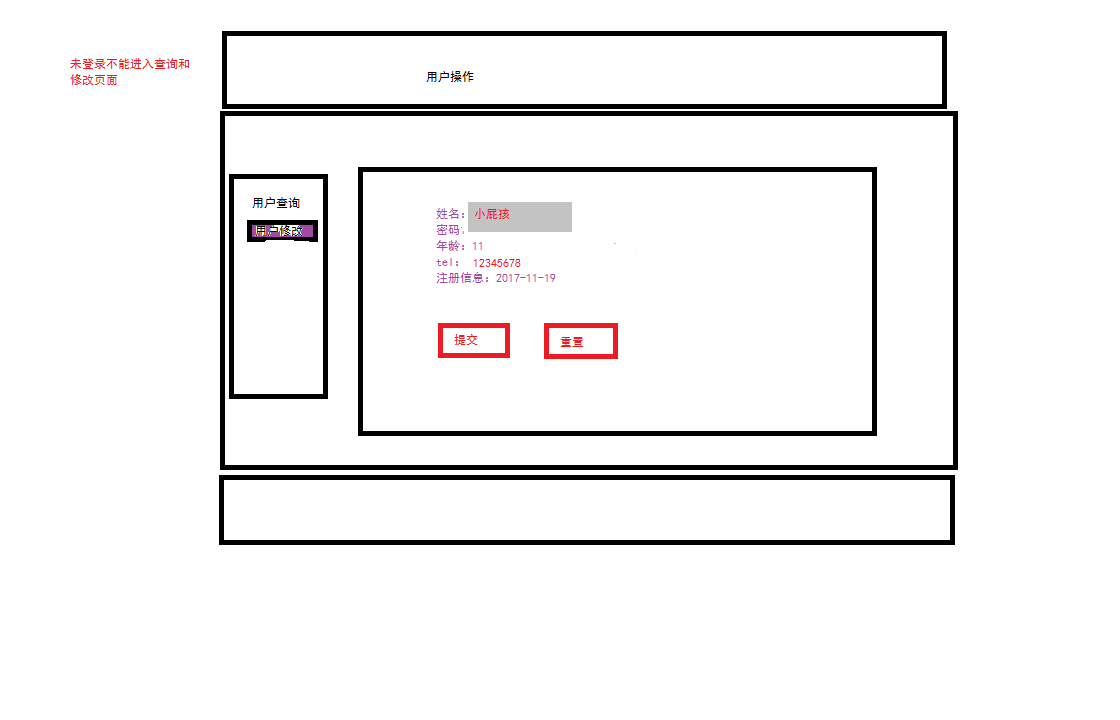 未登录不能进入查询和
修改页面
用户操作
用户查询
用户修改
姓名: 小屁孩
密码:
年龄: 11
tel: 12345678
注册信息: 2017-11-19
提交
重置